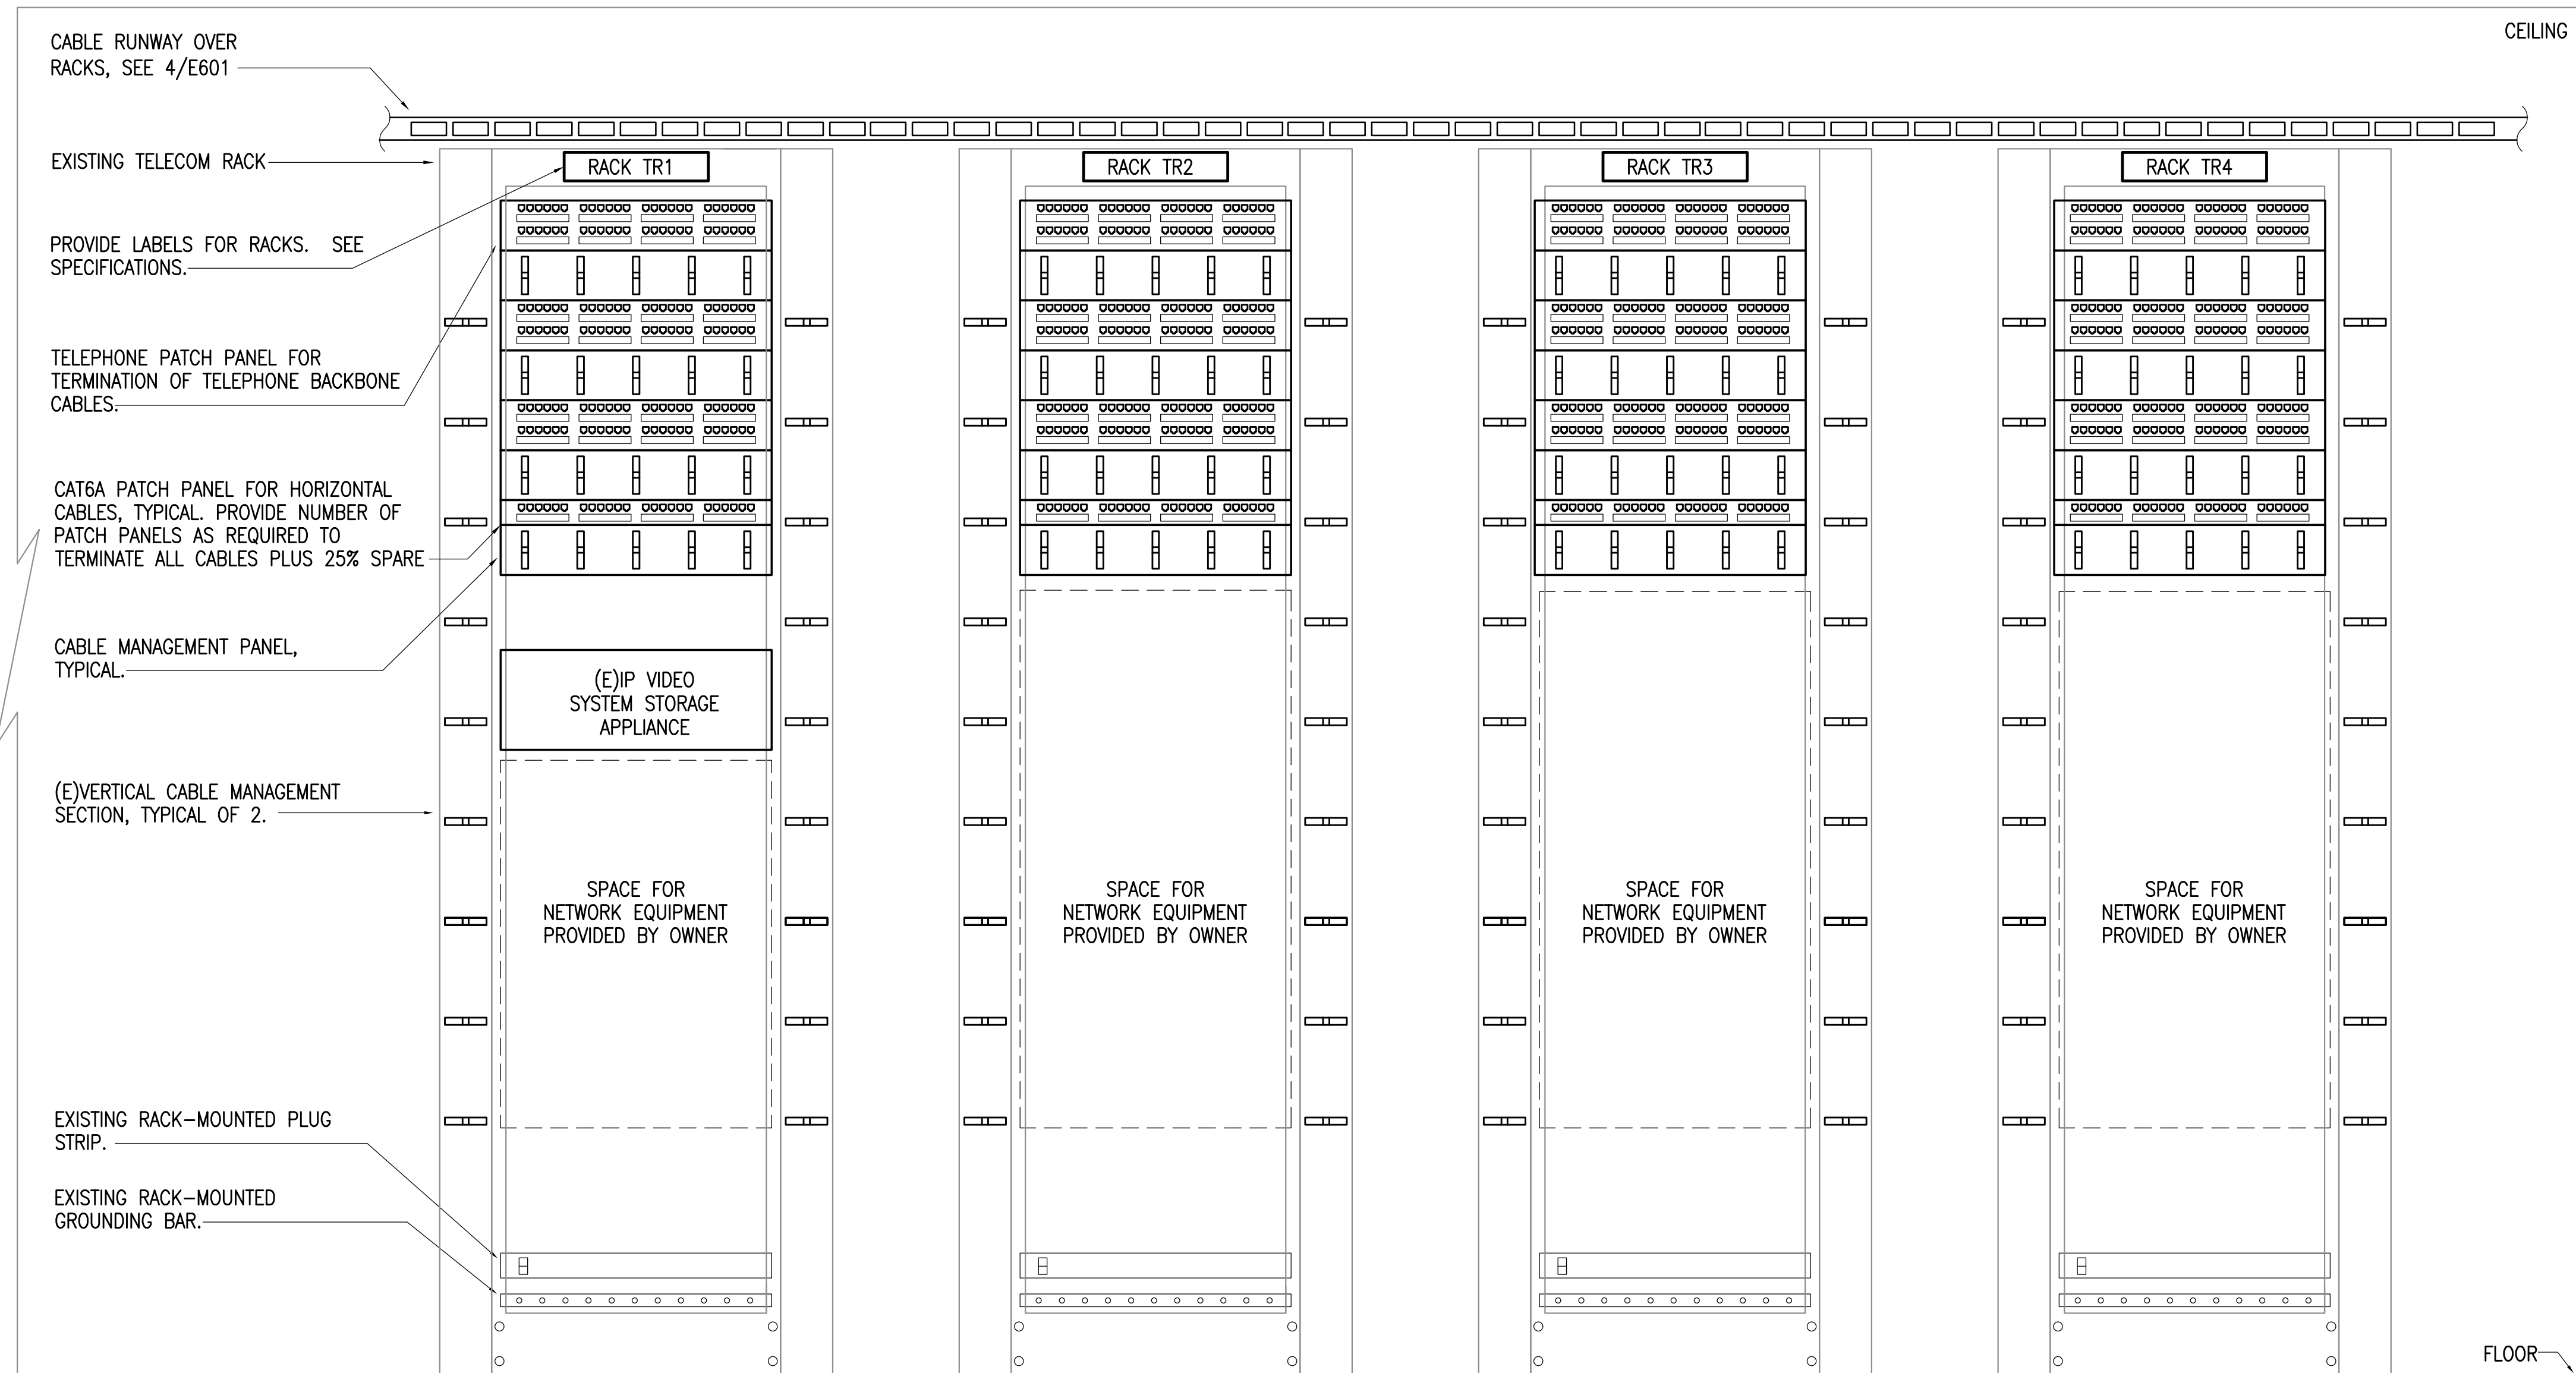 CEILING
CABLE RUNWAY OVER
RACKS, SEE 4/E601
EXISTING TELECOM RACK
RACK TR1
RACK TR2
RACK TR3
RACK TR4
PROVIDE LABELS FOR RACKS. SEE
SPECIFICATIONS.
TELEPHONE PATCH PANEL FOR
TERMINATION OF TELEPHONE BACKBONE
CABLES.
CAT6A PATCH PANEL FOR HORIZONTAL
CABLES, TYPICAL. PROVIDE NUMBER OF
PATCH PANELS AS REQUIRED TO
TERMINATE ALL CABLES PLUS 25% SPARE
CABLE MANAGEMENT PANEL,
TYPICAL.
(E)IP VIDEO
SYSTEM STORAGE
APPLIANCE
(E)VERTICAL CABLE MANAGEMENT
SECTION, TYPICAL OF 2.
SPACE FOR
NETWORK EQUIPMENT
PROVIDED BY OWNER
SPACE FOR
NETWORK EQUIPMENT
PROVIDED BY OWNER
SPACE FOR
NETWORK EQUIPMENT
PROVIDED BY OWNER
SPACE FOR
NETWORK EQUIPMENT
PROVIDED BY OWNER
EXISTING RACK-MOUNTED PLUG
STRIP.
EXISTING RACK-MOUNTED
GROUNDING BAR.
FLOOR